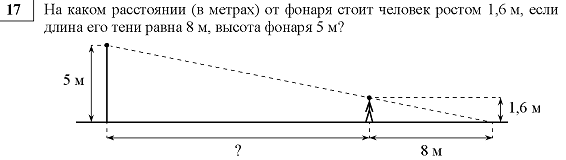 17 На каком расстоянии (в метрах) от фонаря стоит человек ростом 1,6 м, если
длина его тени равна 8 м, высота фонаря 5 м?
5 м
1,6 м
? 8 м